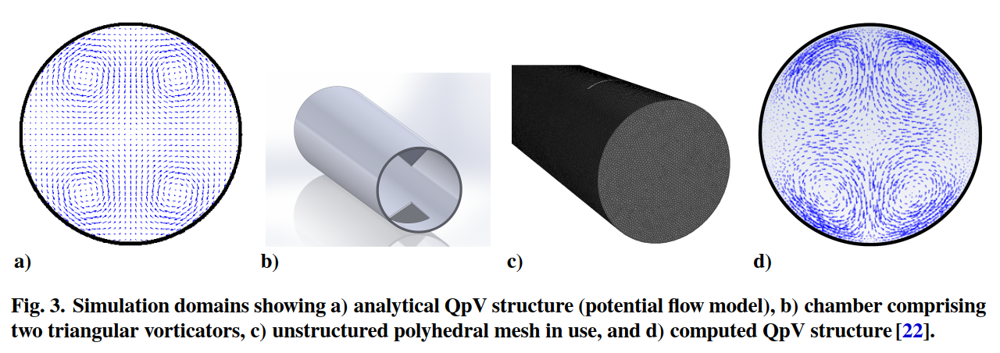 a)
b)
c)
d)
Fig. 3. Simulation domains showing a) analytical QpV structure (potential flow model), b) chamber comprising
two triangular vorticators, c) unstructured polyhedral mesh in use, and d) computed QpV structure [22].